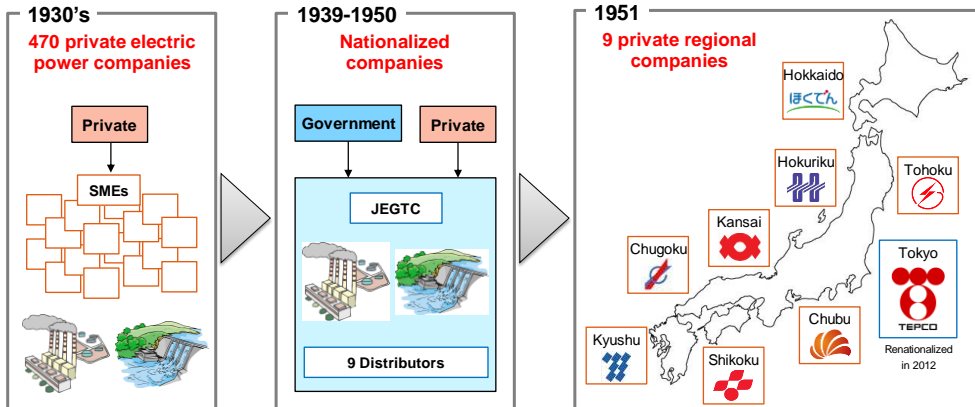 1930's
470 private electric
power companies
Private
SMEs
1939-1950
Nationalized
companies
Government
Private
JEGTC
9 Distributors
1951
9 private regional
companies
Hokkaido
ほくでん
Hokuriku
Tohoku
Kansai
Chugoku
Tokyo
TEPCO
Chubu
Kyushu
Shikoku
Renationalized
in 2012